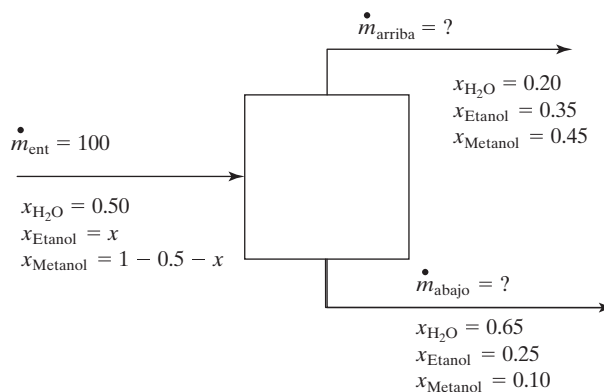 ṁarriba = ?
xH₂O = 0.20
xEtanol = 0.35
xMetanol = 0.45
ṁent = 100
xH₂O = 0.50
xEtanol = x
xMetanol = 1 − 0.5 − x
ṁabajo = ?
xH₂O = 0.65
xEtanol = 0.25
xMetanol = 0.10